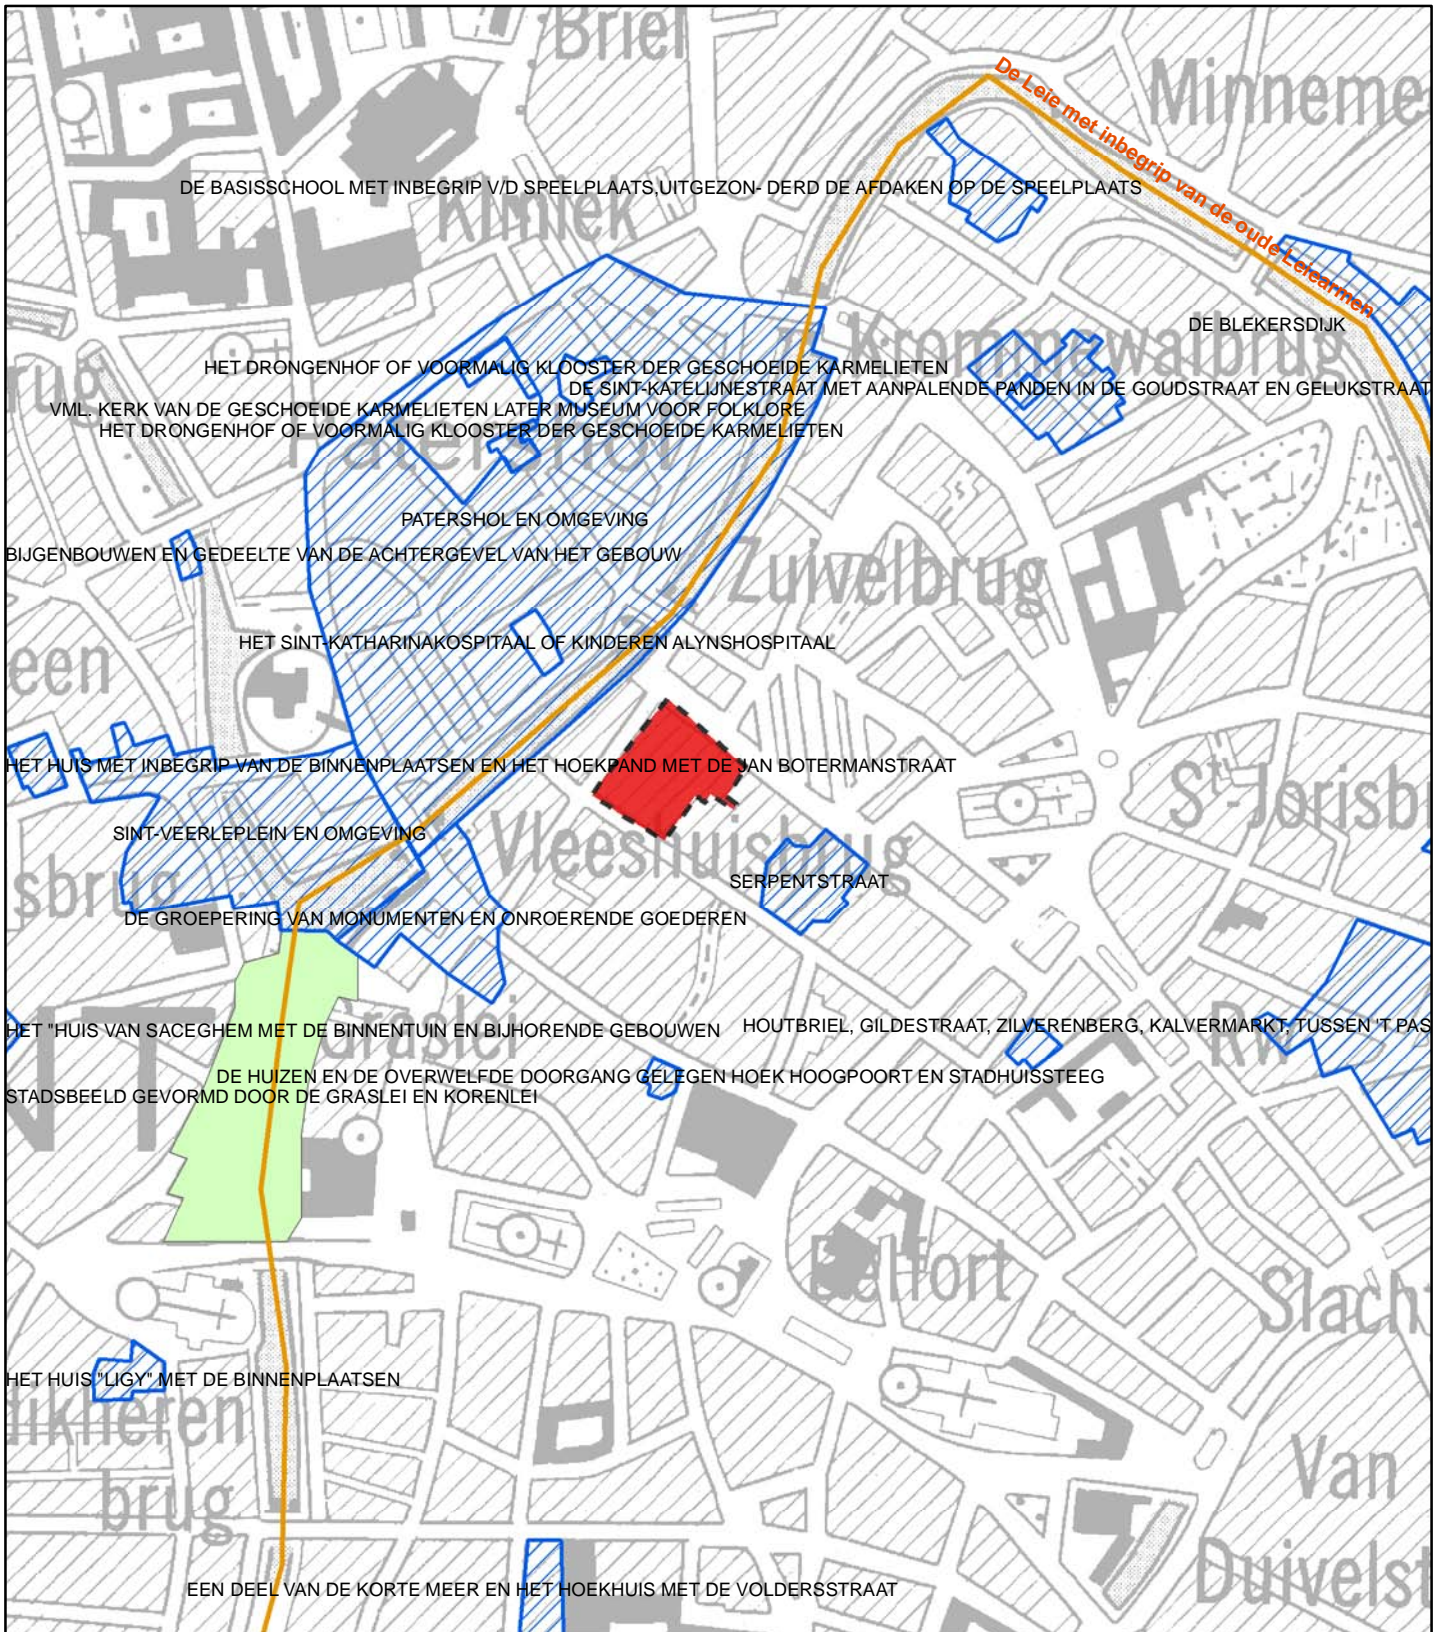 Briel
Minneme
De Leie met inbegrip van de oude Leiearmen
DE BASISSCHOOL MET INBEGRIP V/D SPEELPLAATS,UITGEZON- DERD DE AFDAKEN OP DE SPEELPLAATS
Kliniek
DE BLEKERSDIJK
Krommewalbrug
HET DRONGENHOF OF VOORMALIG KLOOSTER DER GESCHOEIDE KARMELIETEN
DE SINT-KATELIJNESTRAAT MET AANPALENDE PANDEN IN DE GOUDSTRAAT EN GELUKSTRAAT
rug
VML. KERK VAN DE GESCHOEIDE KARMELIETEN LATER MUSEUM VOOR FOLKLORE
HET DRONGENHOF OF VOORMALIG KLOOSTER DER GESCHOEIDE KARMELIETEN
Patershol
PATERSHOL EN OMGEVING
BIJGENBOUWEN EN GEDEELTE VAN DE ACHTERGEVEL VAN HET GEBOUW
Zuivelbrug
HET SINT-KATHARINAKOSPITAAL OF KINDEREN ALYNSHOSPITAAL
een
HET HUIS MET INBEGRIP VAN DE BINNENPLAATSEN EN HET HOEKPAND MET DE JAN BOTERMANSTRAAT
St-Jorisb
SINT-VEERLEPLEIN EN OMGEVING
Vleeshuisbrug
SERPENTSTRAAT
sbrug
DE GROEPERING VAN MONUMENTEN EN ONROERENDE GOEDEREN
HET "HUIS VAN SACEGHEM MET DE BINNENTUIN EN BIJHORENDE GEBOUWEN
HOUTBRIEL, GILDESTRAAT, ZILVERENBERG, KALVERMARKT, TUSSEN 'T PAS
Graslei
Rw
NT
DE HUIZEN EN DE OVERWELFDE DOORGANG GELEGEN HOEK HOOGPOORT EN STADHUISSTEEG
STADSBEELD GEVORMD DOOR DE GRASLEI EN KORENLEI
Belfort
Slacht
HET HUIS "LIGY" MET DE BINNENPLAATSEN
dikheren
brug
Van
Duivelst
EEN DEEL VAN DE KORTE MEER EN HET HOEKHUIS MET DE VOLDERSSTRAAT